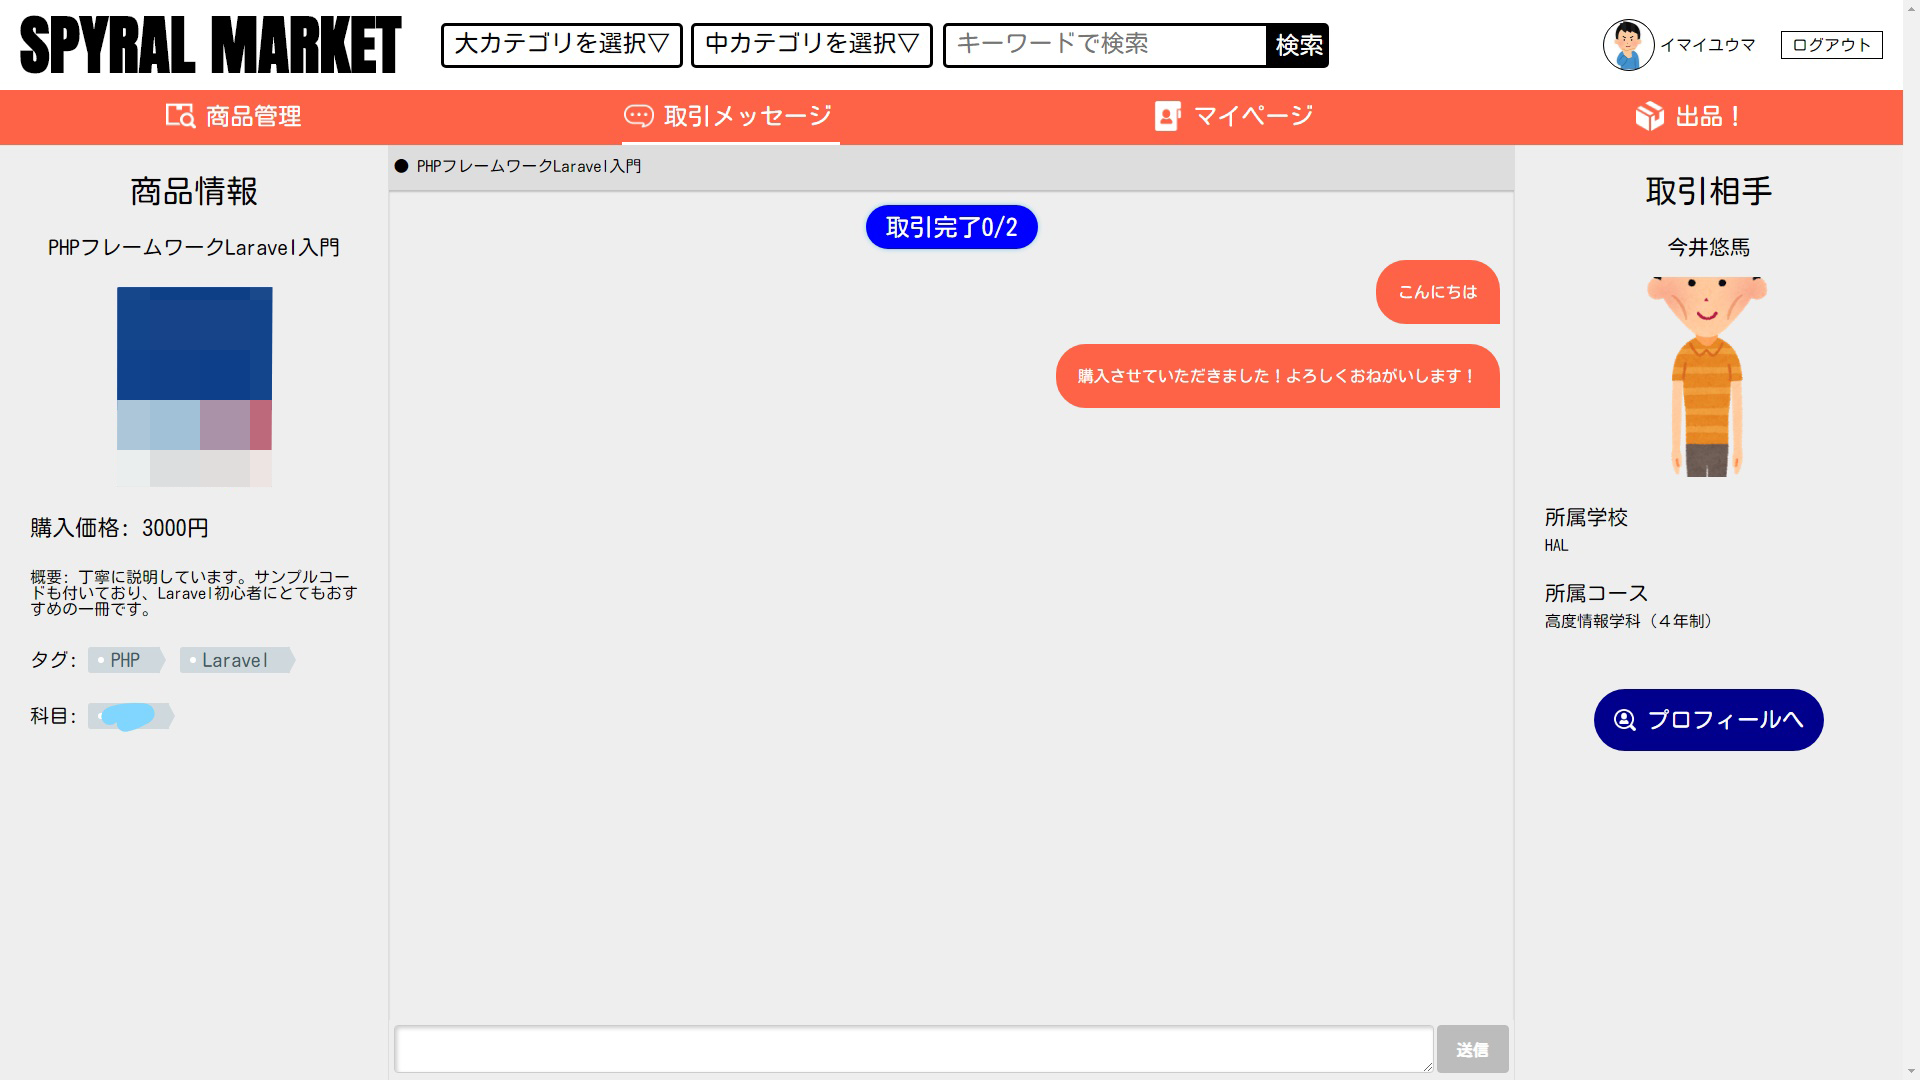 SPYRAL MARKET
大カテゴリを選択▽
中カテゴリを選択▽
キーワードで検索
検索
イマイユウマ
ログアウト
商品管理
取引メッセージ
マイページ
出品！
商品情報
PHPフレームワークLaravel入門
購入価格: 3000円
概要: 丁寧に説明しています。サンプルコー
ドも付いており、Laravel初心者にとてもおす
すめの一冊です。
タグ: PHP Laravel
科目:
● PHPフレームワークLaravel入門
取引完了0/2
こんにちは
購入させていただきました！よろしくおねがいします！
送信
取引相手
今井悠馬
所属学校
HAL
所属コース
高度情報学科（４年制）
プロフィールへ